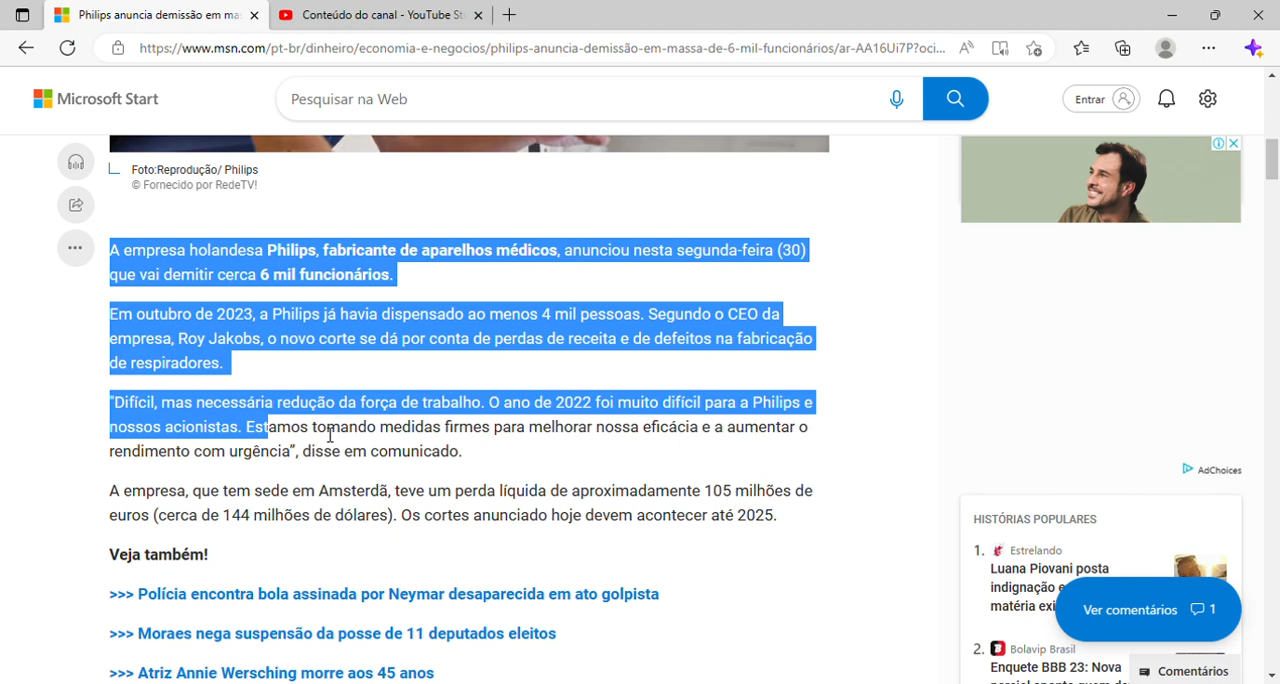 Philips anuncia demissão em ma
Conteúdo do canal - YouTube St
https://www.msn.com/pt-br/dinheiro/economia-e-negocios/philips-anuncia-demissão-em-massa-de-6-mil-funcionários/ar-AA16Ui7P?oci...
Microsoft Start
Pesquisar na Web
Entrar
Foto:Reprodução/ Philips
© Fornecido por RedeTV!
A empresa holandesa Philips, fabricante de aparelhos médicos, anunciou nesta segunda-feira (30)
que vai demitir cerca 6 mil funcionários.
Em outubro de 2023, a Philips já havia dispensado ao menos 4 mil pessoas. Segundo o CEO da
empresa, Roy Jakobs, o novo corte se dá por conta de perdas de receita e de defeitos na fabricação
de respiradores.
"Difícil, mas necessária redução da força de trabalho. O ano de 2022 foi muito difícil para a Philips e
nossos acionistas. Estamos tomando medidas firmes para melhorar nossa eficácia e a aumentar o
rendimento com urgência”, disse em comunicado.
A empresa, que tem sede em Amsterdã, teve um perda líquida de aproximadamente 105 milhões de
euros (cerca de 144 milhões de dólares). Os cortes anunciado hoje devem acontecer até 2025.
Veja também!
>>> Polícia encontra bola assinada por Neymar desaparecida em ato golpista
>>> Moraes nega suspensão da posse de 11 deputados eleitos
>>> Atriz Annie Wersching morre aos 45 anos
AdChoices
HISTÓRIAS POPULARES
1. Estrelando
Luana Piovani posta
indignação e
matéria exi
Ver comentários 1
2. Bolavip Brasil
Enquete BBB 23: Nova
Comentários